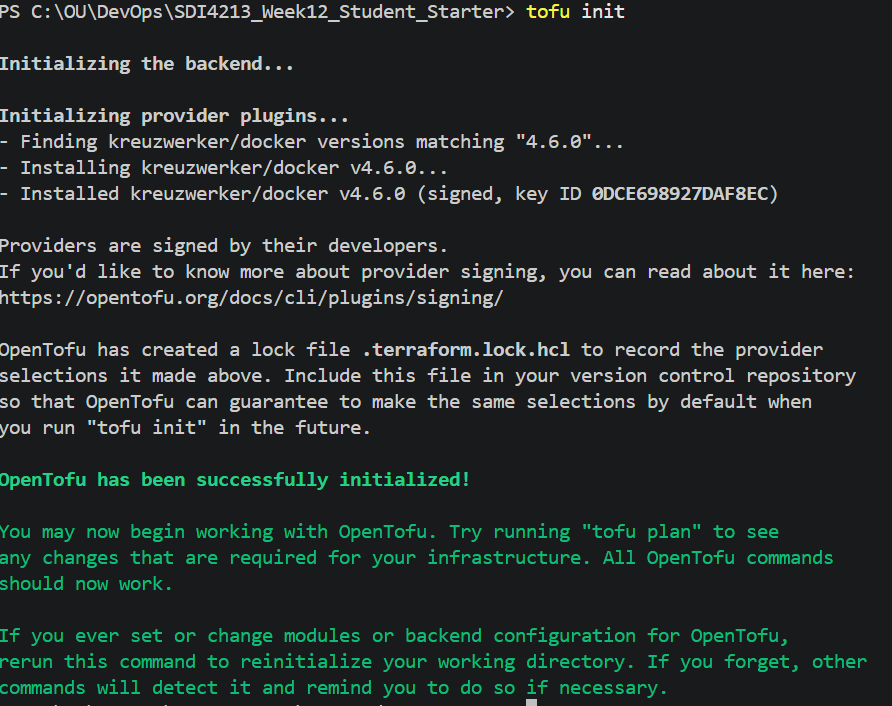 PS C:\OU\DevOps\SDI4213_Week12_Student_Starter> tofu init
Initializing the backend...
Initializing provider plugins...
- Finding kreuzwerker/docker versions matching "4.6.0"...
- Installing kreuzwerker/docker v4.6.0...
- Installed kreuzwerker/docker v4.6.0 (signed, key ID 0DCE698927DAF8EC)
Providers are signed by their developers.
If you'd like to know more about provider signing, you can read about it here:
https://opentofu.org/docs/cli/plugins/signing/
OpenTofu has created a lock file .terraform.lock.hcl to record the provider
selections it made above. Include this file in your version control repository
so that OpenTofu can guarantee to make the same selections by default when
you run "tofu init" in the future.
OpenTofu has been successfully initialized!
You may now begin working with OpenTofu. Try running "tofu plan" to see
any changes that are required for your infrastructure. All OpenTofu commands
should now work.
If you ever set or change modules or backend configuration for OpenTofu,
rerun this command to reinitialize your working directory. If you forget, other
commands will detect it and remind you to do so if necessary.